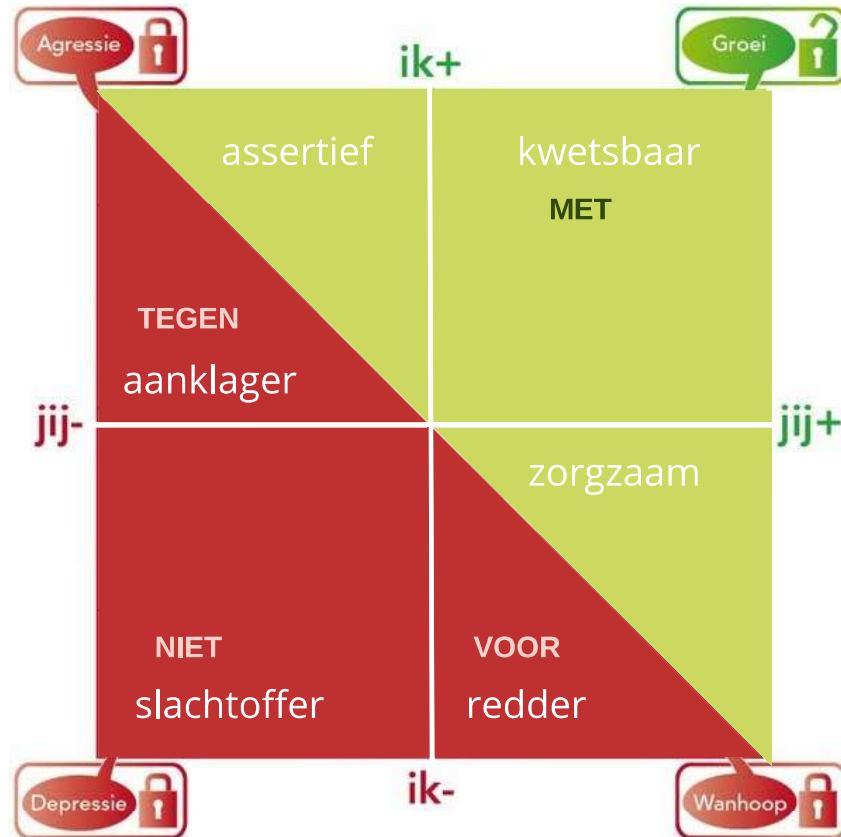 Agressie
ik+
Groei
assertief
kwetsbaar
MET
TEGEN
aanklager
jij-
jij+
zorgzaam
NIET
VOOR
slachtoffer
redder
Depressie
ik-
Wanhoop